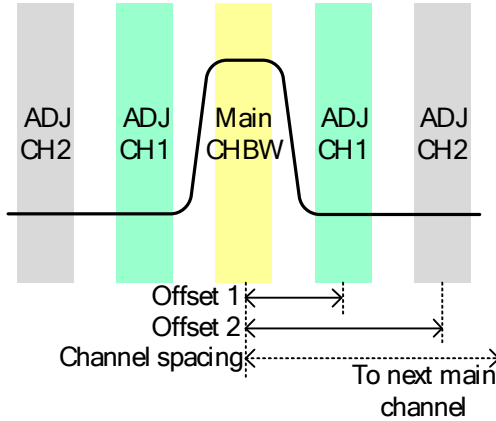 ADJ
CH2
ADJ
CH1
Main
CHBW
ADJ
CH1
ADJ
CH2
Offset 1
Offset 2
Channel spacing
To next main
channel